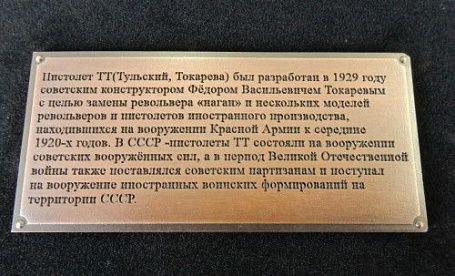 Пистолет ТТ(Тульский, Токарева) был разработан в 1929 году
советским конструктором Фёдором Васильевичем Токаревым
с целью замены револьвера «наган» и нескольких моделей
револьверов и пистолетов иностранного производства,
находившихся на вооружении Красной Армии к середине
1920-х годов. В СССР -пистолеты ТТ состояли на вооружении
советских вооружённых сил, а в период Великой Отечественной
войны также поставлялся советским партизанам и поступал
на вооружение иностранных воинских формирований на
территории СССР.